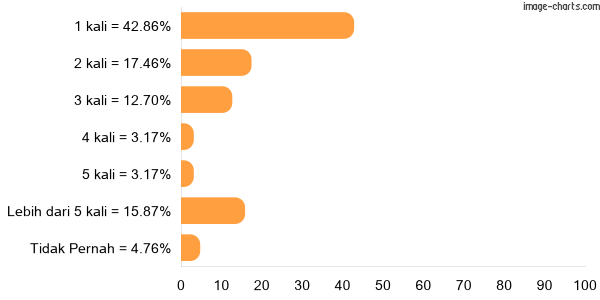 image-charts.com
1 kali = 42.86%
2 kali = 17.46%
3 kali = 12.70%
4 kali = 3.17%
5 kali = 3.17%
Lebih dari 5 kali = 15.87%
Tidak Pernah = 4.76%
0 10 20 30 40 50 60 70 80 90 100